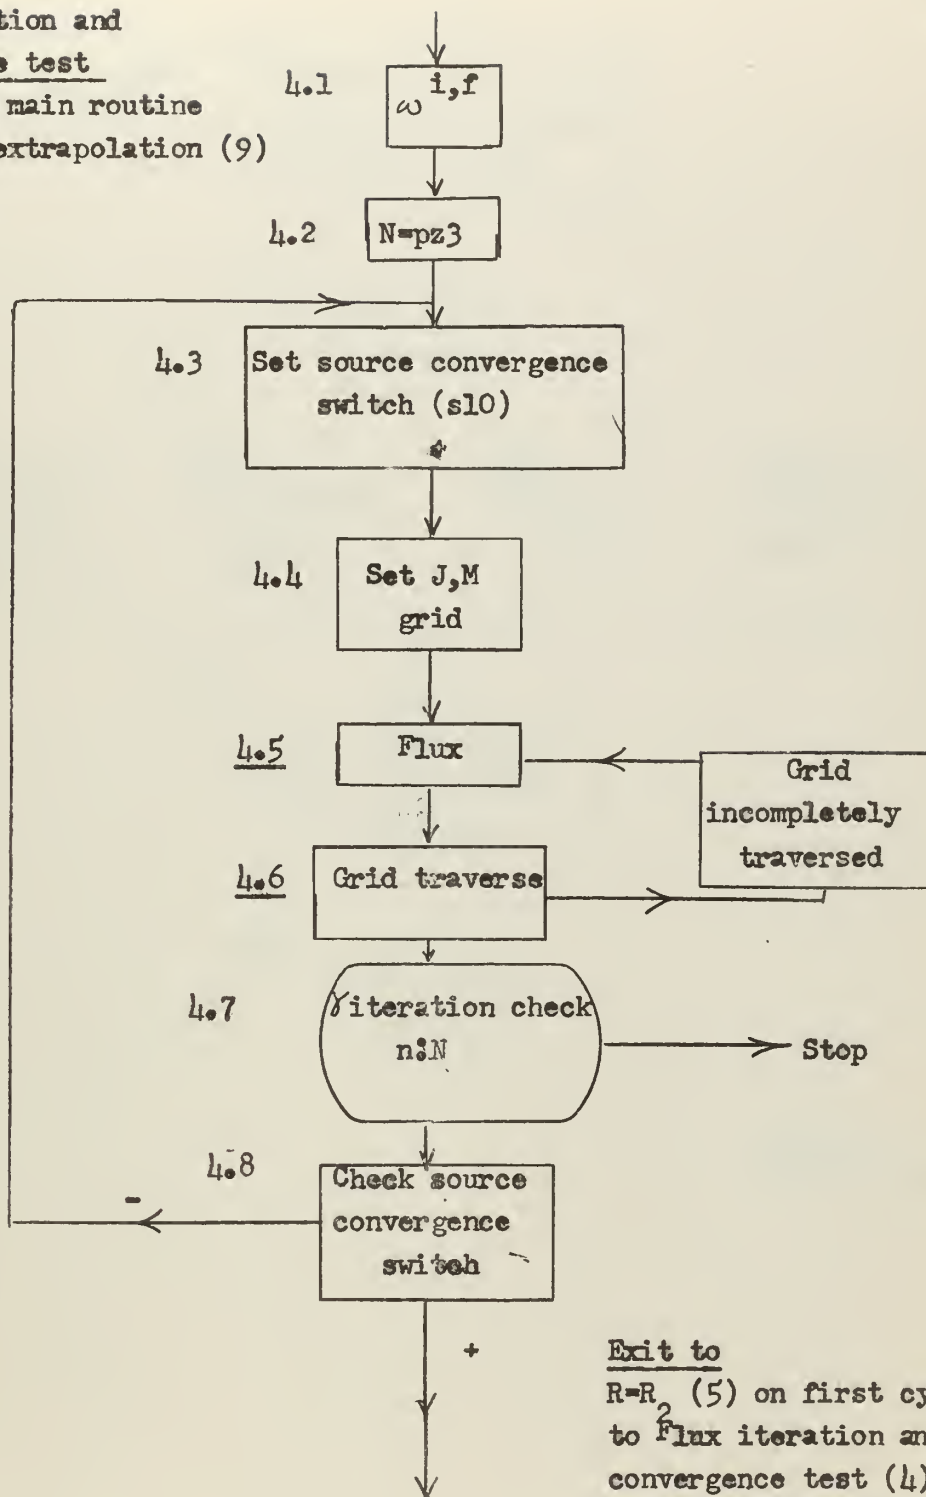 tion and
e test
main routine
extrapolation (9)
4.1
ω i,f
4.2
N=pz3
4.3
Set source convergence
switch (s10)
+
4.4
Set J,M
grid
4.5
Flux
Grid
incompletely
traversed
4.6
Grid traverse
4.7
γ iteration check
n:N
Stop
4.8
Check source
convergence
switch
-
+
Exit to
R=R2 (5) on first cy
to Flux iteration an
convergence test (4)